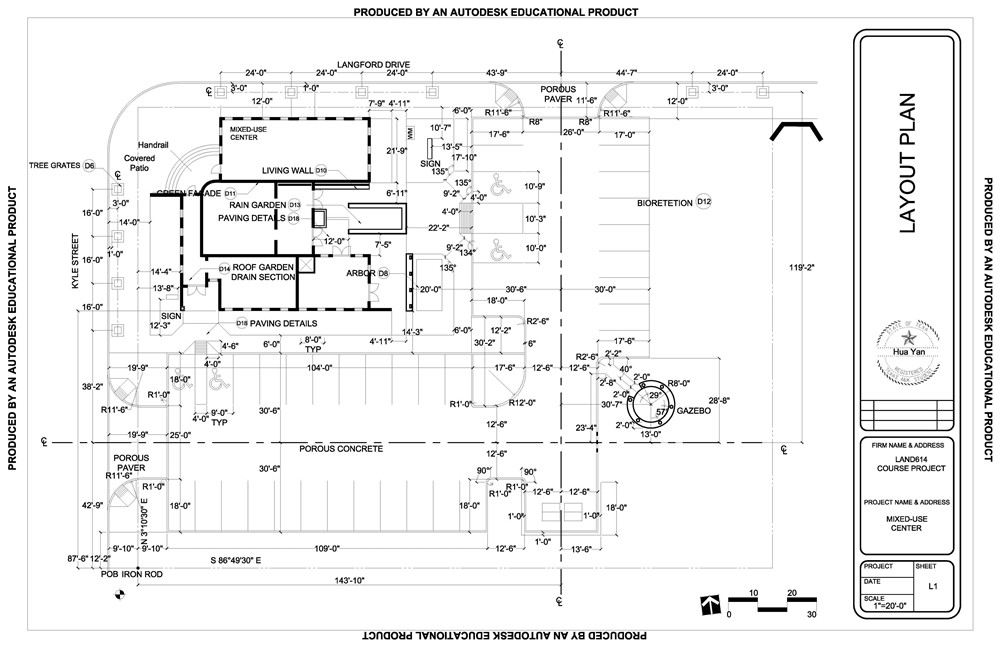 PRODUCED BY AN AUTODESK EDUCATIONAL PRODUCT
LANGFORD DRIVE
24'-0" 24'-0" 24'-0" 43'-9" 44'-7" 24'-0"
℄ 3'-0" 1'-0" POROUS PAVER 3'-0"
12'-0" 7'-9" 4'-11" 6'-0" 11'-6" 12'-0"
R11'-6" R8" R8" R11'-6"
MIXED-USE CENTER
10'-7" 17'-6" 26'-0" 17'-0"
WM
Handrail
21'-9" 13'-5"
Covered Patio
17'-10"
SIGN
TREE GRATES D6
LIVING WALL D10
135° 135°
10'-9"
GREEN FACADE D11
6'-11" 9'-2" 4'-0"
3'-0"
RAIN GARDEN D13
BIORETETION D12
16'-0"
PAVING DETAILS D18
4'-0" 10'-3"
14'-0"
22'-2"
KYLE STREET
12'-0" 7'-5" 9'-2" 134° 10'-0"
1'-0"
16'-0"
14'-4"
D14 ROOF GARDEN DRAIN SECTION
ARBOR D8
135°
119'-2"
13'-8"
20'-0"
30'-6" 30'-0"
18'-0"
16'-0"
SIGN
12'-3"
D18 PAVING DETAILS
14'-3" 6'-0" 12'-2" R2'-6"
4'-6" 6'-0" 8'-0" TYP 4'-11" 30'-2" 6" 17'-6"
4'-0"
R2'-6" 2'-2"
19'-9" 18'-0" 104'-0" 17'-6" 12'-6" 12'-6" 40°
38'-2"
2'-8" 2'-0" R8'-0"
R1'-0"
2'-0" 29° 28'-8"
R11'-6" 30'-6" R1'-0" R12'-0" 30'-7" 57° GAZEBO
4'-0" 9'-0" TYP
12'-6" 23'-4" 2'-0" 13'-0"
19'-9" 25'-0"
℄ POROUS CONCRETE ℄
POROUS PAVER
12'-6"
30'-6" 90° 90°
R11'-6" R1'-0" R1'-0" R1'-0"
12'-6" 12'-6"
42'-9" 18'-0" 18'-0" 18'-0"
N 3°10'30" E
1'-0" 1'-0"
1'-0"
9'-10" 9'-10" 109'-0" 12'-6" 13'-6"
87'-6" 12'-2"
S 86°49'30" E
POB IRON ROD
143'-10"
10 20
0 30
LAYOUT PLAN
STATE OF TEXAS
Hua Yan
REGISTERED
FIRM NAME & ADDRESS
LAND614
COURSE PROJECT
PROJECT NAME & ADDRESS
MIXED-USE
CENTER
PROJECT SHEET
DATE
L1
SCALE
1"=20'-0"
PRODUCED BY AN AUTODESK EDUCATIONAL PRODUCT
PRODUCED BY AN AUTODESK EDUCATIONAL PRODUCT
PRODUCED BY AN AUTODESK EDUCATIONAL PRODUCT